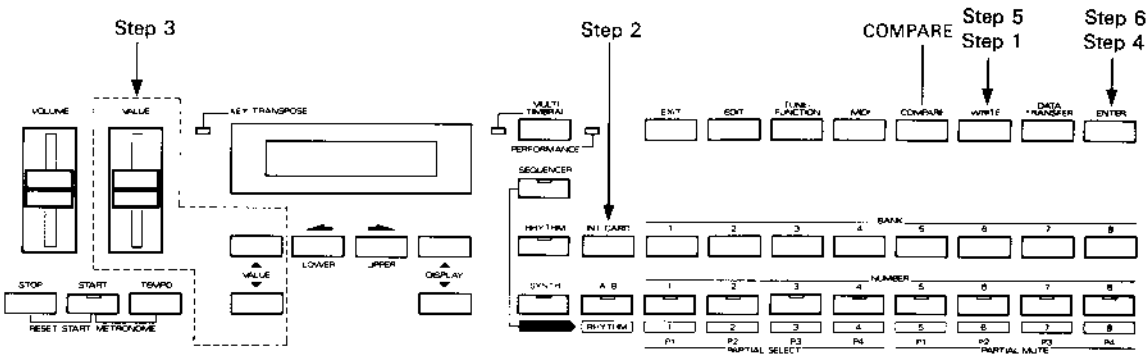 Step 3
Step 2
COMPARE
Step 5
Step 1
Step 6
Step 4
VOLUME
VALUE
KEY TRANSPOSE
MULTI TIMBRAL
PERFORMANCE
EXIT
EDIT
TUNE·FUNCTION
MIDI
COMPARE
WRITE
DATA TRANSFER
ENTER
SEQUENCER
BANK
RHYTHM
INT CARD
1 2 3 4 5 6 7 8
VALUE
LOWER
UPPER
DISPLAY
NUMBER
STOP
START
TEMPO
SYNTH
A B
1 2 3 4 5 6 7 8
RESET START
METRONOME
RHYTHM
1 2 3 4 5 6 7 8
P1 P2 P3 P4 P1 P2 P3 P4
PARTIAL SELECT
PARTIAL MUTE